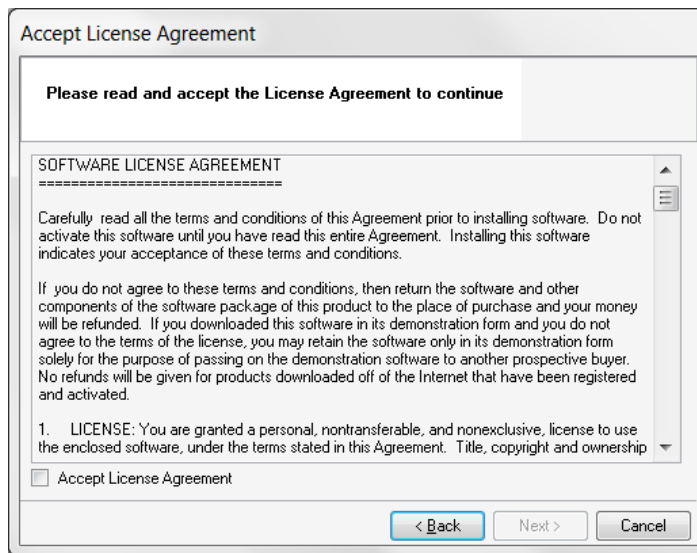 Accept License Agreement
Please read and accept the License Agreement to continue
SOFTWARE LICENSE AGREEMENT
==============================
Carefully  read all the terms and conditions of this Agreement prior to installing software.  Do not
activate this software until you have read this entire Agreement.  Installing this software
indicates your acceptance of these terms and conditions.
If  you do not agree to these terms and conditions, then return the software and other
components of the software package of this product to the place of purchase and your money
will be refunded.  If you downloaded this software in its demonstration form and you do not
agree to the terms of the license, you may retain the software only in its demonstration form
solely for the purpose of passing on the demonstration software to another prospective buyer.
No refunds will be given for products downloaded off of the Internet that have been registered
and activated.
1.    LICENSE: You are granted a personal, nontransferable, and nonexclusive, license to use
the enclosed software, under the terms stated in this Agreement.  Title, copyright and ownership
Accept License Agreement
< Back
Next >
Cancel